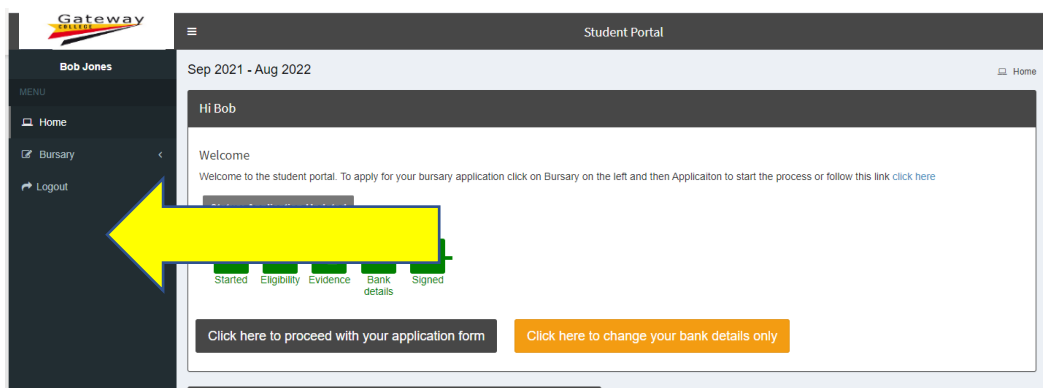 Gateway
COLLEGE
Student Portal
Bob Jones
MENU
Home
Bursary
Logout
Sep 2021 - Aug 2022
Home
Hi Bob
Welcome
Welcome to the student portal. To apply for your bursary application click on Bursary on the left and then Applicaiton to start the process or follow this link click here
Started Eligibility Evidence Bank details Signed
Click here to proceed with your application form
Click here to change your bank details only